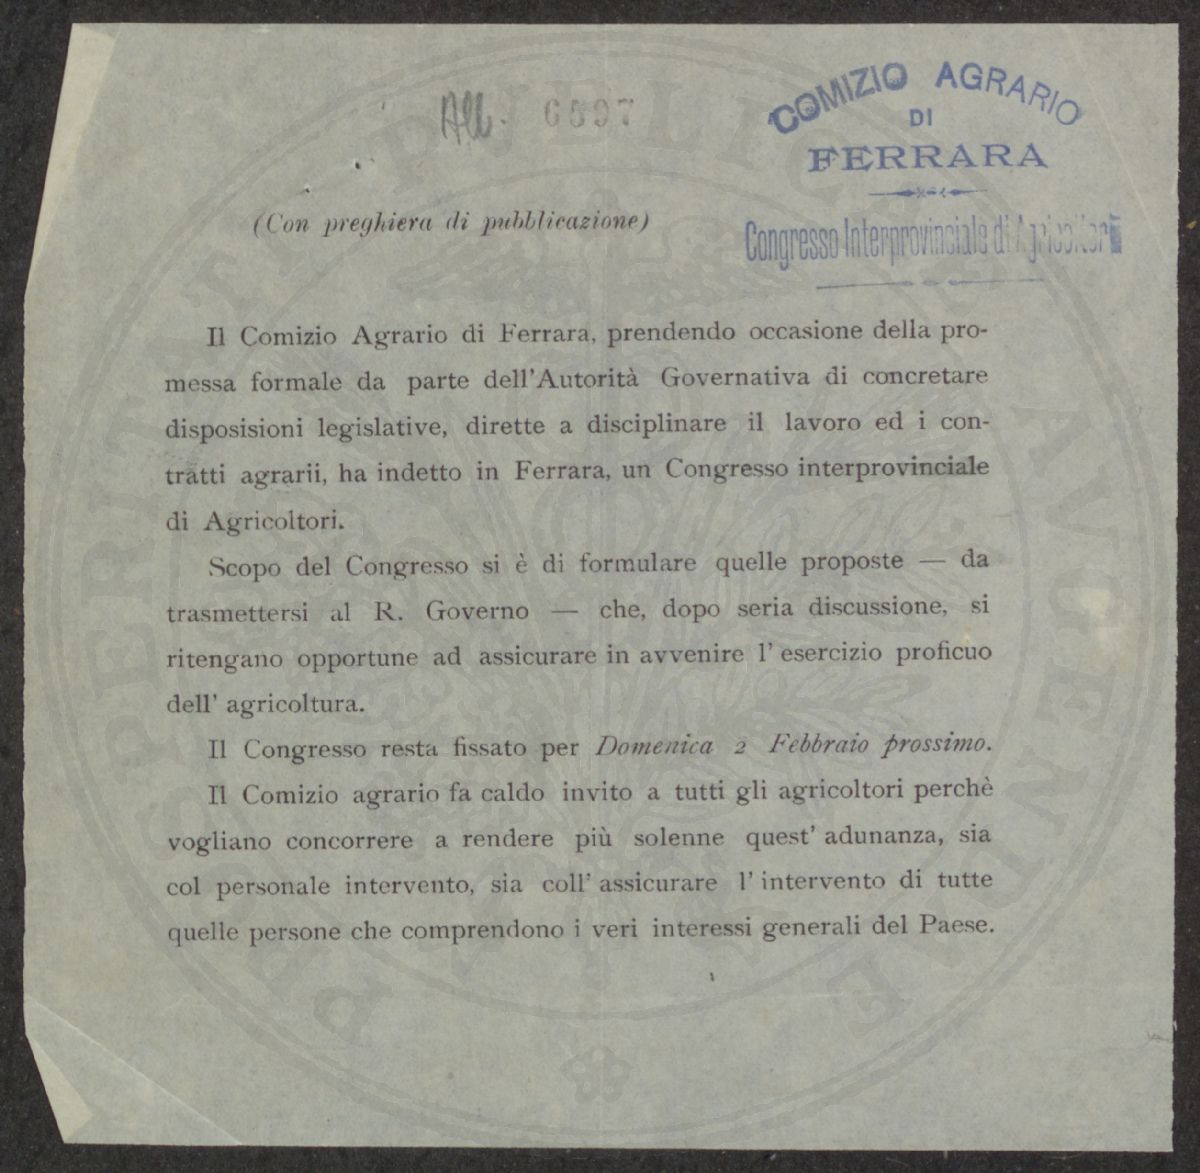 All. 6597
COMIZIO AGRARIO
DI
FERRARA
Congresso Interprovinciale di Agricoltori
(Con preghiera di pubblicazione)
Il Comizio Agrario di Ferrara, prendendo occasione della pro-
messa formale da parte dell'Autorità Governativa di concretare
disposisioni legislative, dirette a disciplinare il lavoro ed i con-
tratti agrarii, ha indetto in Ferrara, un Congresso interprovinciale
di Agricoltori.
Scopo del Congresso si è di formulare quelle proposte — da
trasmettersi al R. Governo — che, dopo seria discussione, si
ritengano opportune ad assicurare in avvenire l' esercizio proficuo
dell' agricoltura.
Il Congresso resta fissato per Domenica 2 Febbraio prossimo.
Il Comizio agrario fa caldo invito a tutti gli agricoltori perchè
vogliano concorrere a rendere più solenne quest' adunanza, sia
col personale intervento, sia coll' assicurare l' intervento di tutte
quelle persone che comprendono i veri interessi generali del Paese.